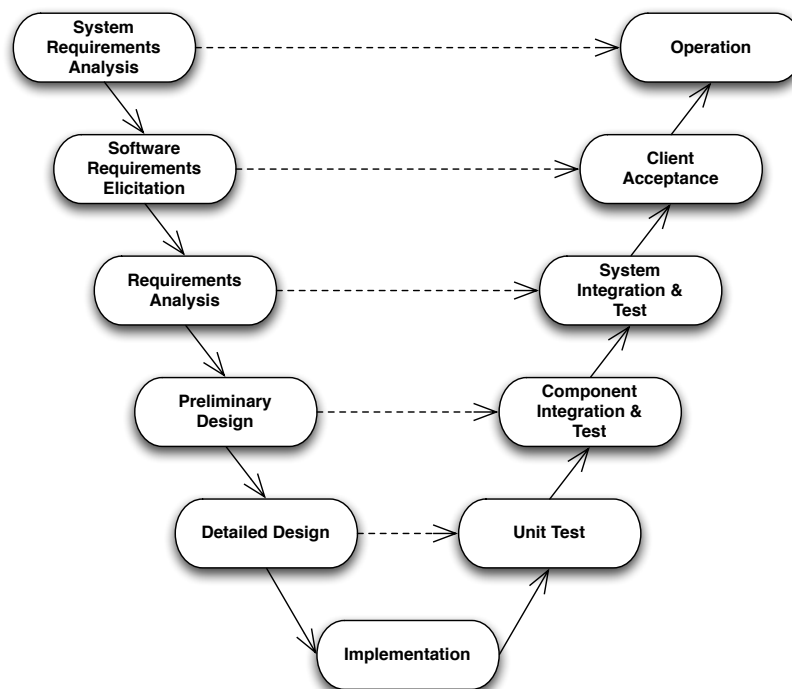 System
Requirements
Analysis
Operation
Software
Requirements
Elicitation
Client
Acceptance
Requirements
Analysis
System
Integration &
Test
Preliminary
Design
Component
Integration &
Test
Detailed Design
Unit Test
Implementation